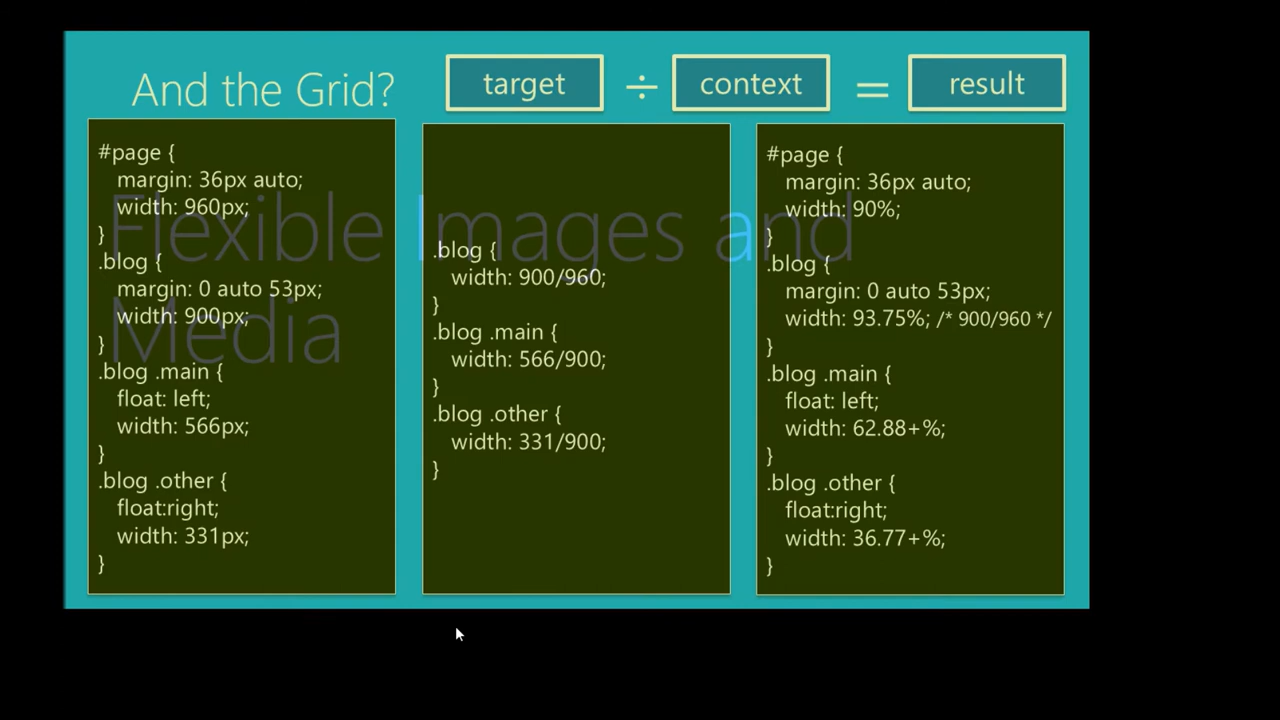 And the Grid?
target ÷ context = result
#page {
margin: 36px auto;
width: 960px;
}
.blog {
margin: 0 auto 53px;
width: 900px;
}
.blog .main {
float: left;
width: 566px;
}
.blog .other {
float:right;
width: 331px;
}
.blog {
width: 900/960;
}
.blog .main {
width: 566/900;
}
.blog .other {
width: 331/900;
}
#page {
margin: 36px auto;
width: 90%;
}
.blog {
margin: 0 auto 53px;
width: 93.75%; /* 900/960 */
}
.blog .main {
float: left;
width: 62.88+%;
}
.blog .other {
float:right;
width: 36.77+%;
}
Flexible Images and
Media